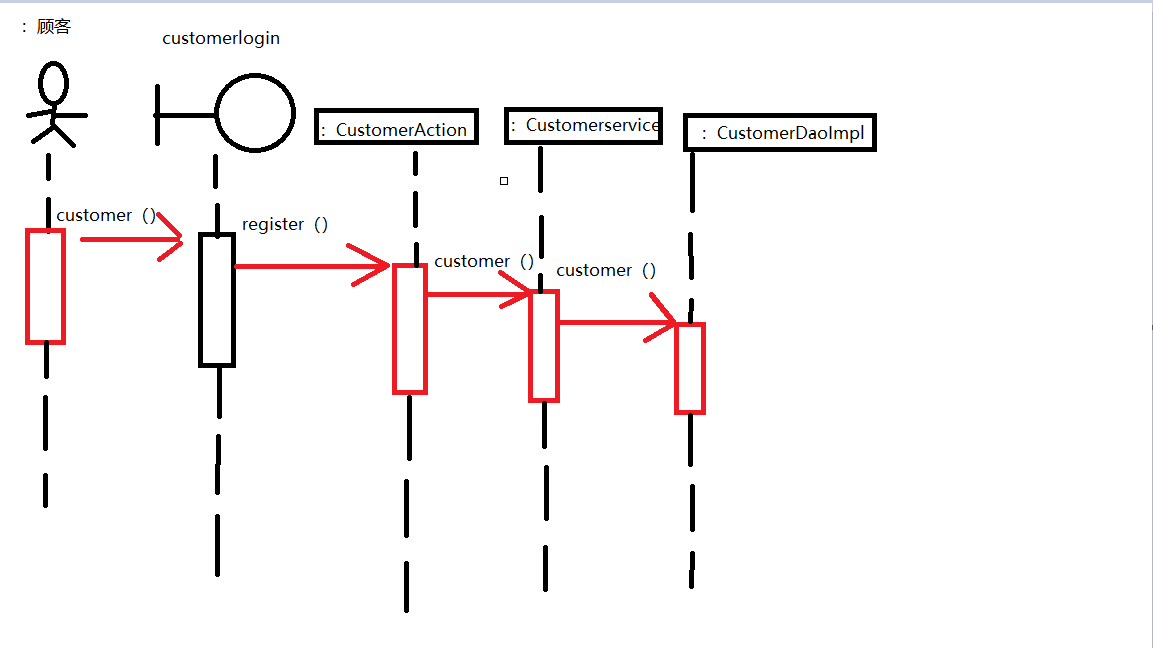 ：顾客
customerlogin
：CustomerAction
：Customerservice
：CustomerDaoImpl
customer（）
register（）
customer（）
customer（）